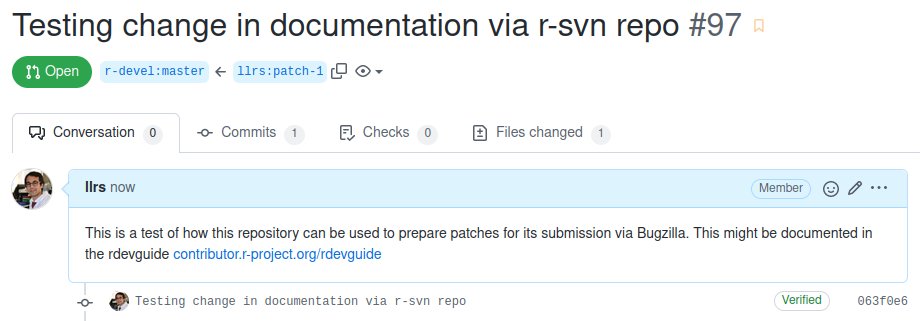 Testing change in documentation via r-svn repo #97
Open r-devel:master ← llrs:patch-1
Conversation 0 Commits 1 Checks 0 Files changed 1
llrs now Member
This is a test of how this repository can be used to prepare patches for its submission via Bugzilla. This might be documented in
the rdevguide contributor.r-project.org/rdevguide
Testing change in documentation via r-svn repo Verified 063f0e6